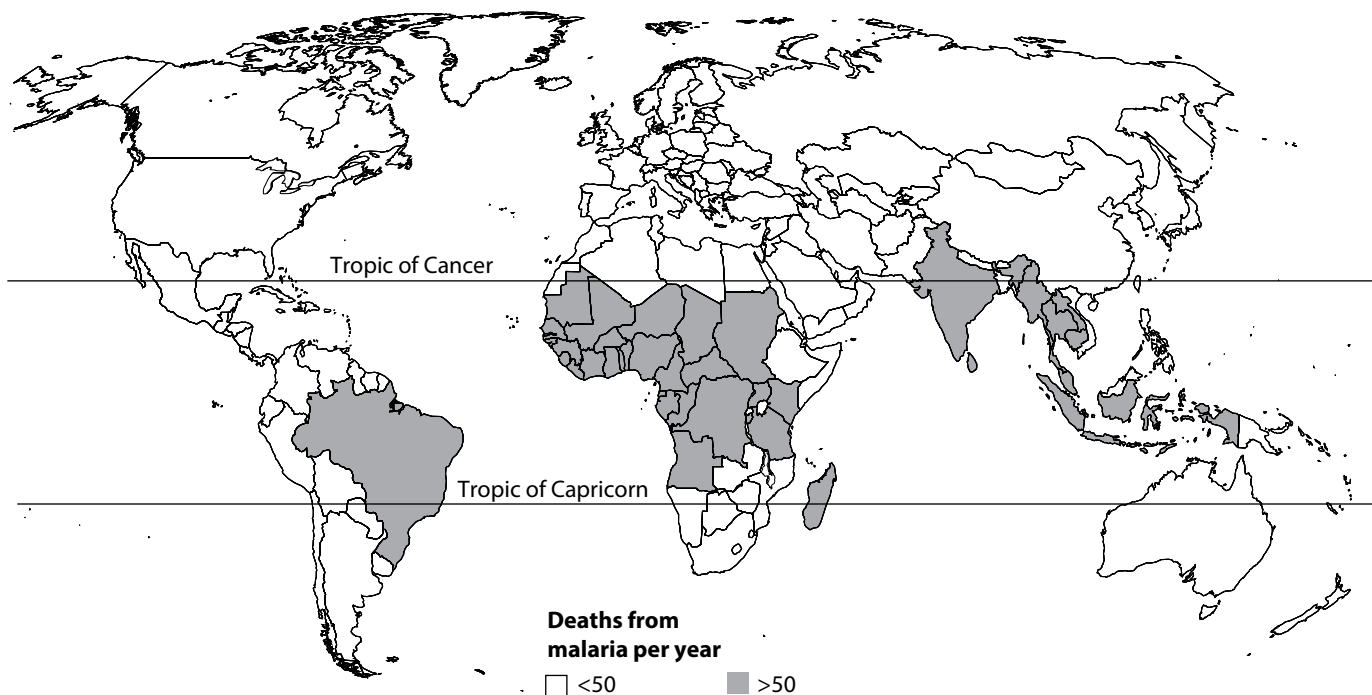 Tropic of Cancer
Tropic of Capricorn
Deaths from
malaria per year
<50
>50